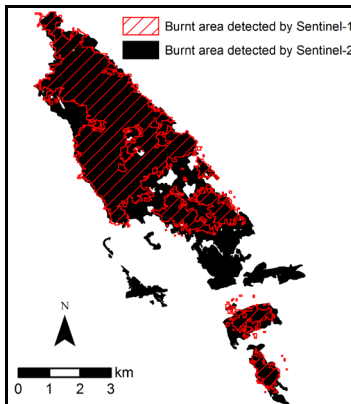 Burnt area detected by Sentinel-1
Burnt area detected by Sentinel-2
N
km
0 1 2 3